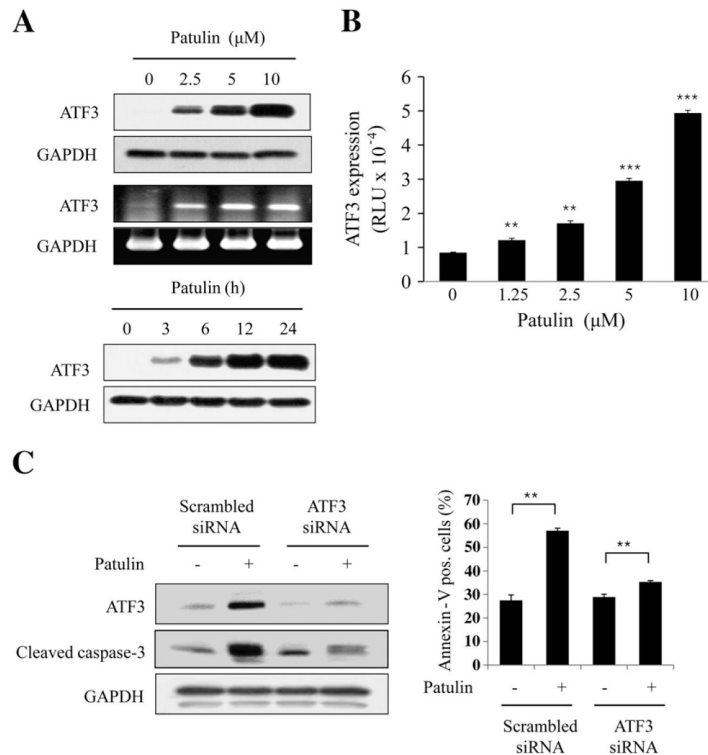 A
Patulin (μM)
0 2.5 5 10
ATF3
GAPDH
ATF3
GAPDH
Patulin (h)
0 3 6 12 24
ATF3
GAPDH
B
ATF3 expression
(RLU x 10-4)
6
5
4
3
2
1
0
** ** *** ***
0 1.25 2.5 5 10
Patulin (μM)
C
Scrambled siRNA
ATF3 siRNA
Patulin - + - +
ATF3
Cleaved caspase-3
GAPDH
Annexin - V pos. cells (%)
70
60
50
40
30
20
10
0
** **
Patulin - + - +
Scrambled siRNA
ATF3 siRNA